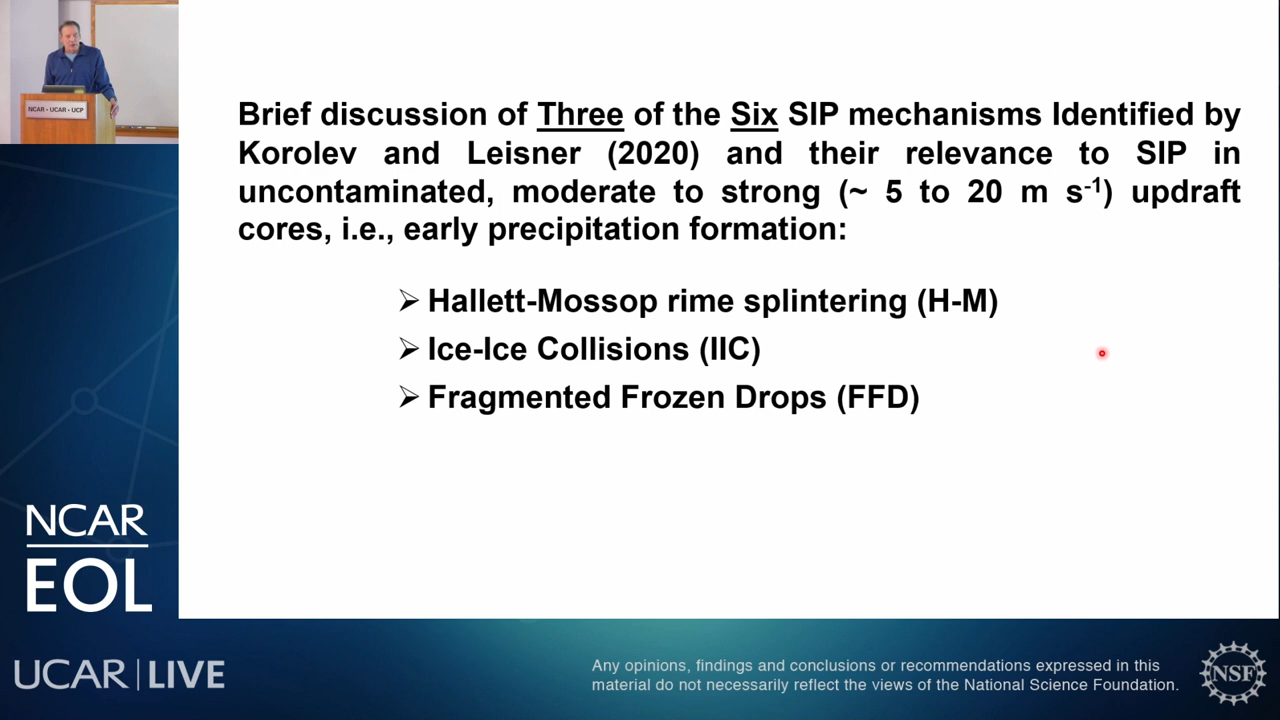 NCAR • UCAR • UCP
Brief discussion of Three of the Six SIP mechanisms Identified by
Korolev and Leisner (2020) and their relevance to SIP in
uncontaminated, moderate to strong (~ 5 to 20 m s-1) updraft
cores, i.e., early precipitation formation:
➢ Hallett-Mossop rime splintering (H-M)
➢ Ice-Ice Collisions (IIC)
➢ Fragmented Frozen Drops (FFD)
NCAR
EOL
UCAR | LIVE
Any opinions, findings and conclusions or recommendations expressed in this
material do not necessarily reflect the views of the National Science Foundation.
NSF